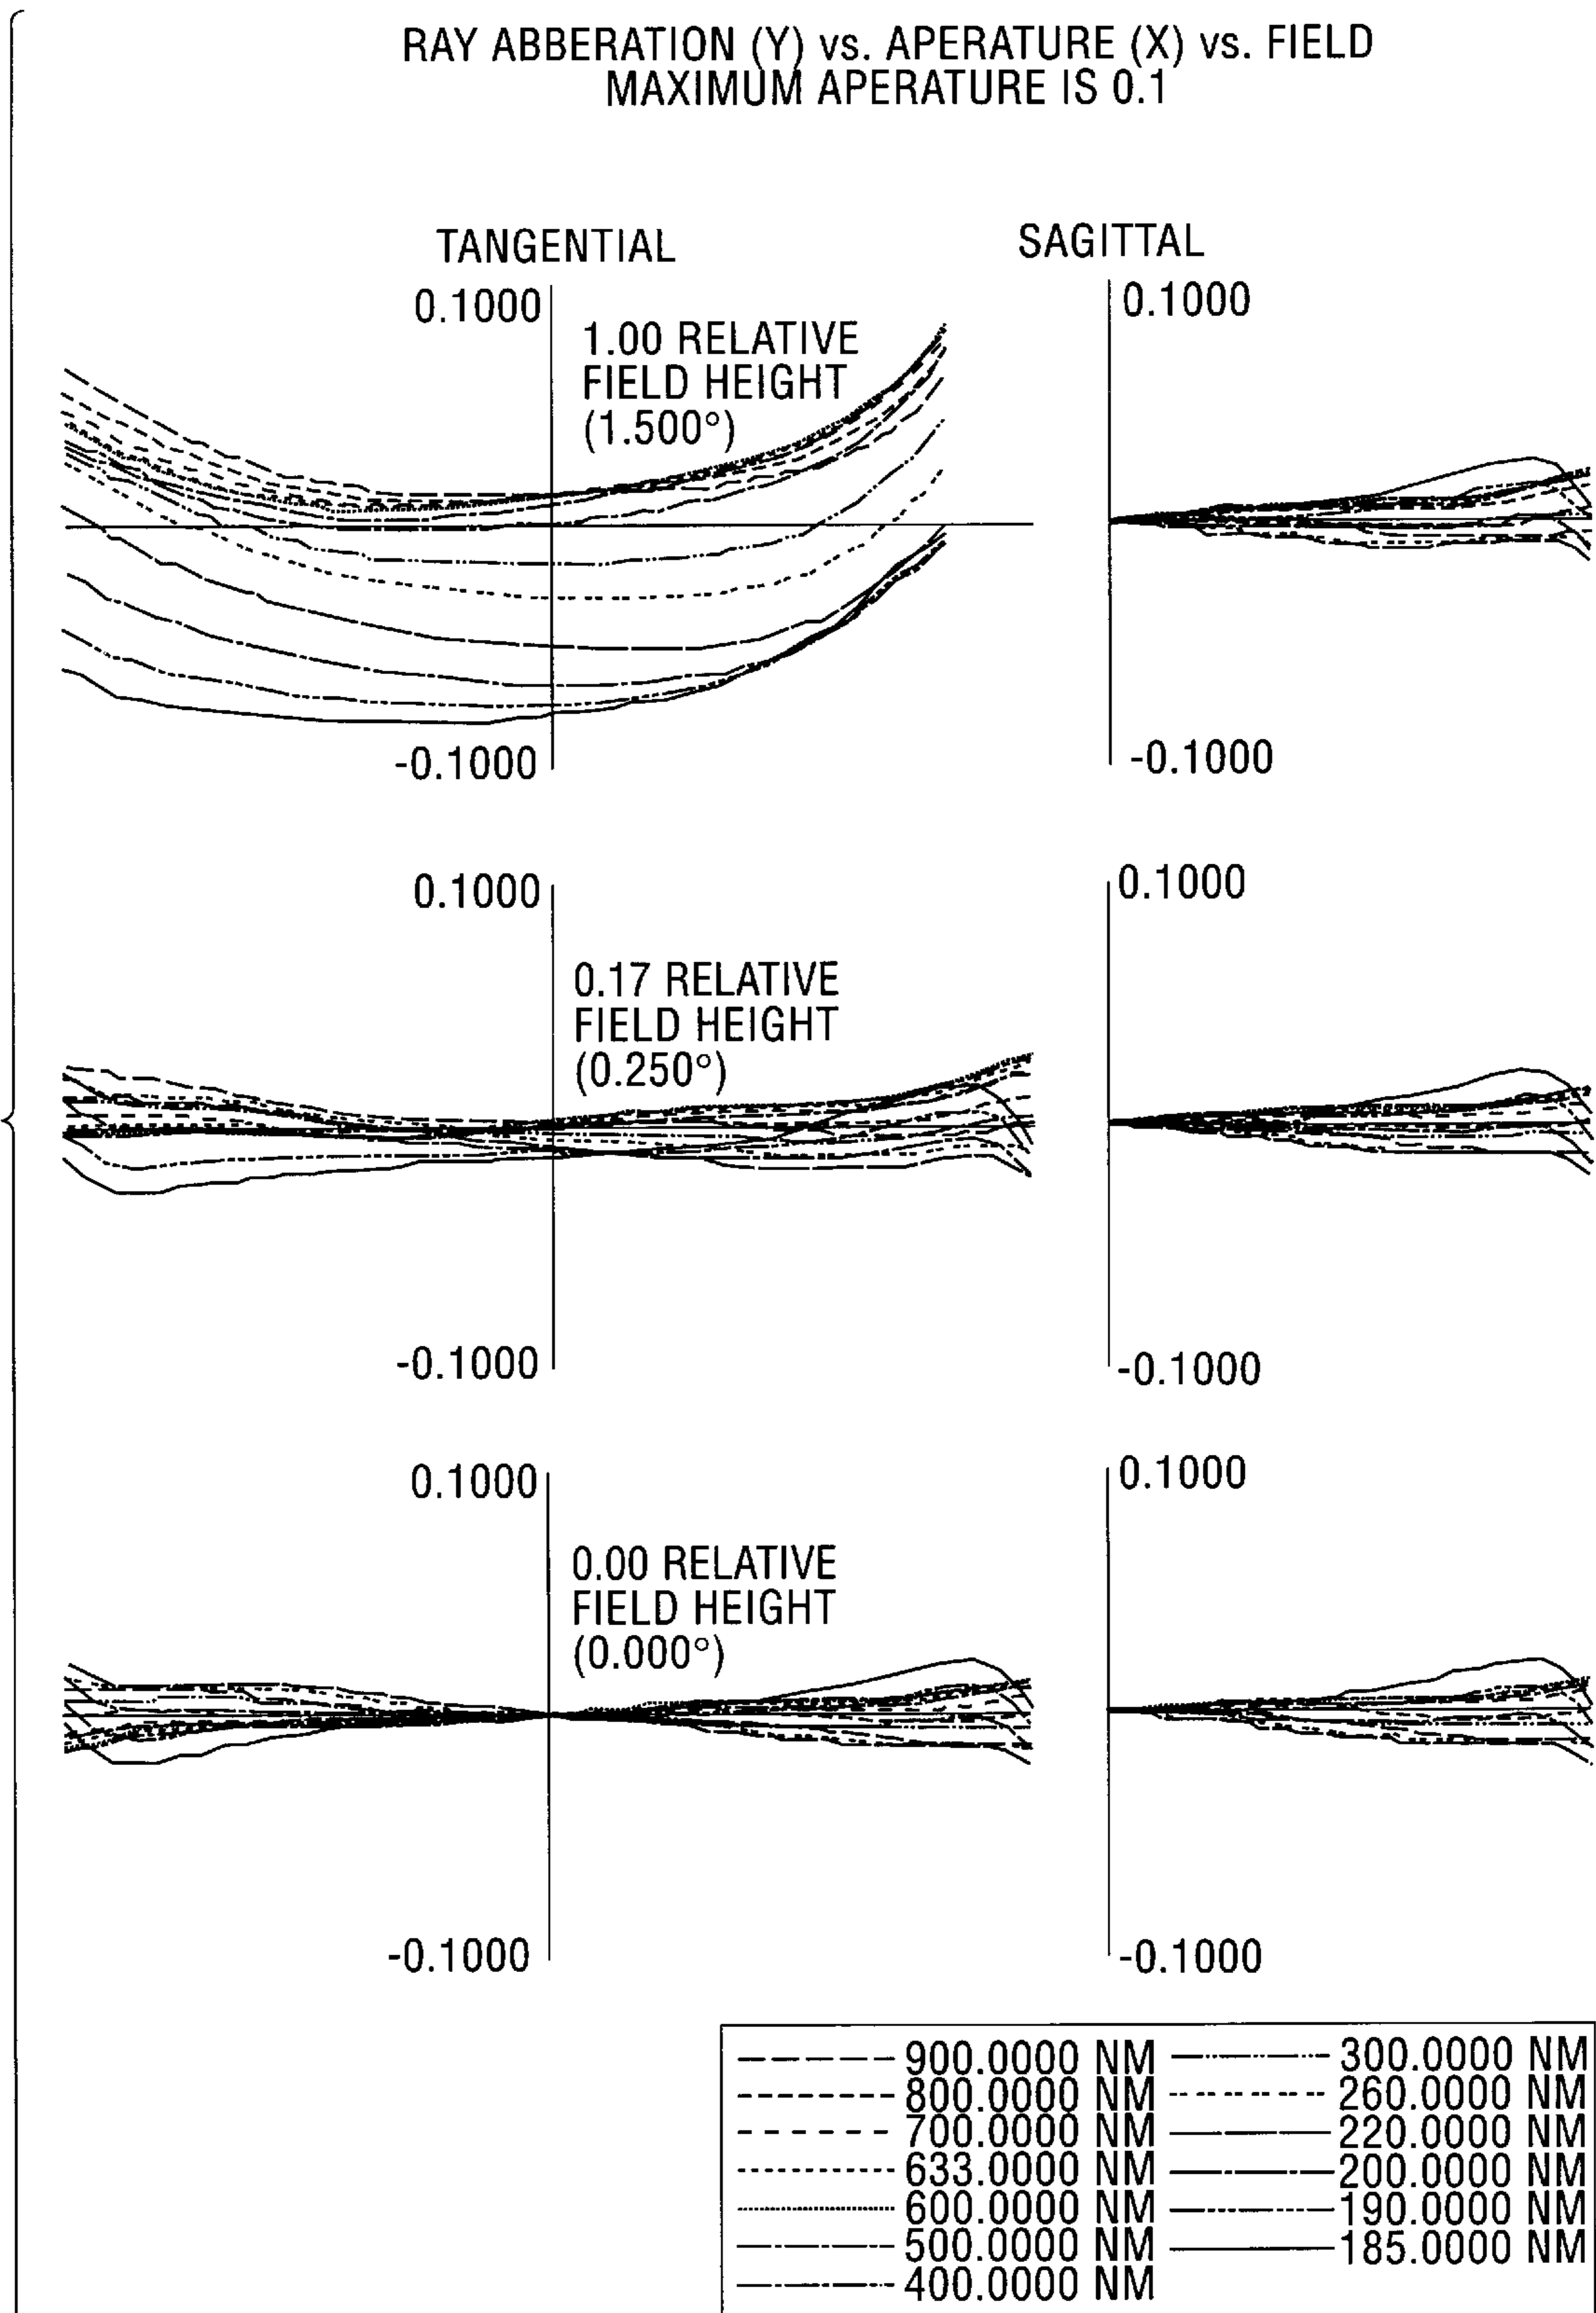 RAY ABBERATION (Y) vs. APERATURE (X) vs. FIELD
MAXIMUM APERATURE IS 0.1
TANGENTIAL
SAGITTAL
0.1000
1.00 RELATIVE
FIELD HEIGHT
(1.500°)
-0.1000
0.1000
-0.1000
0.1000
0.17 RELATIVE
FIELD HEIGHT
(0.250°)
-0.1000
0.1000
-0.1000
0.1000
0.00 RELATIVE
FIELD HEIGHT
(0.000°)
-0.1000
0.1000
-0.1000
900.0000 NM
800.0000 NM
700.0000 NM
633.0000 NM
600.0000 NM
500.0000 NM
400.0000 NM
300.0000 NM
260.0000 NM
220.0000 NM
200.0000 NM
190.0000 NM
185.0000 NM